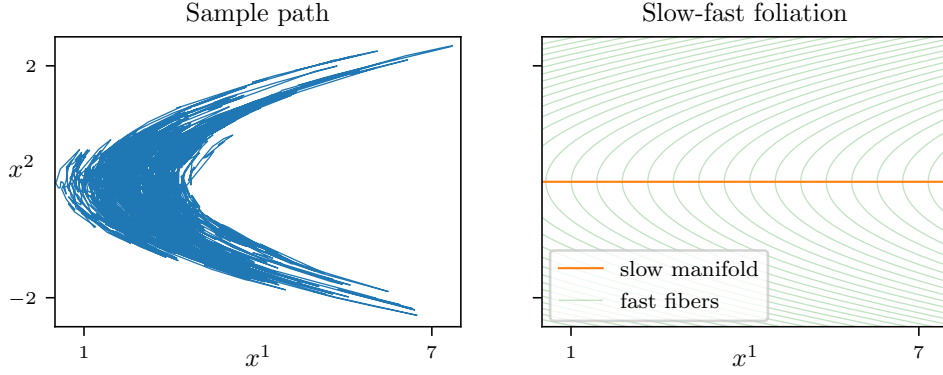 Sample path
2
x²
−2
1
x¹
7
Slow-fast foliation
slow manifold
fast fibers
1
x¹
7